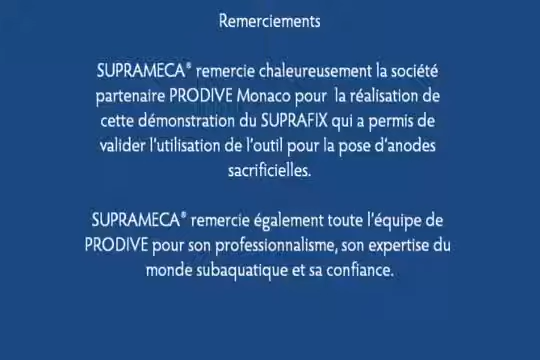 Remerciements
SUPRAMECA® remercie chaleureusement la société
partenaire PRODIVE Monaco pour la réalisation de
cette démonstration du SUPRAFIX qui a permis de
valider l'utilisation de l'outil pour la pose d'anodes
sacrificielles.
SUPRAMECA® remercie également toute l'équipe de
PRODIVE pour son professionnalisme, son expertise du
monde subaquatique et sa confiance.